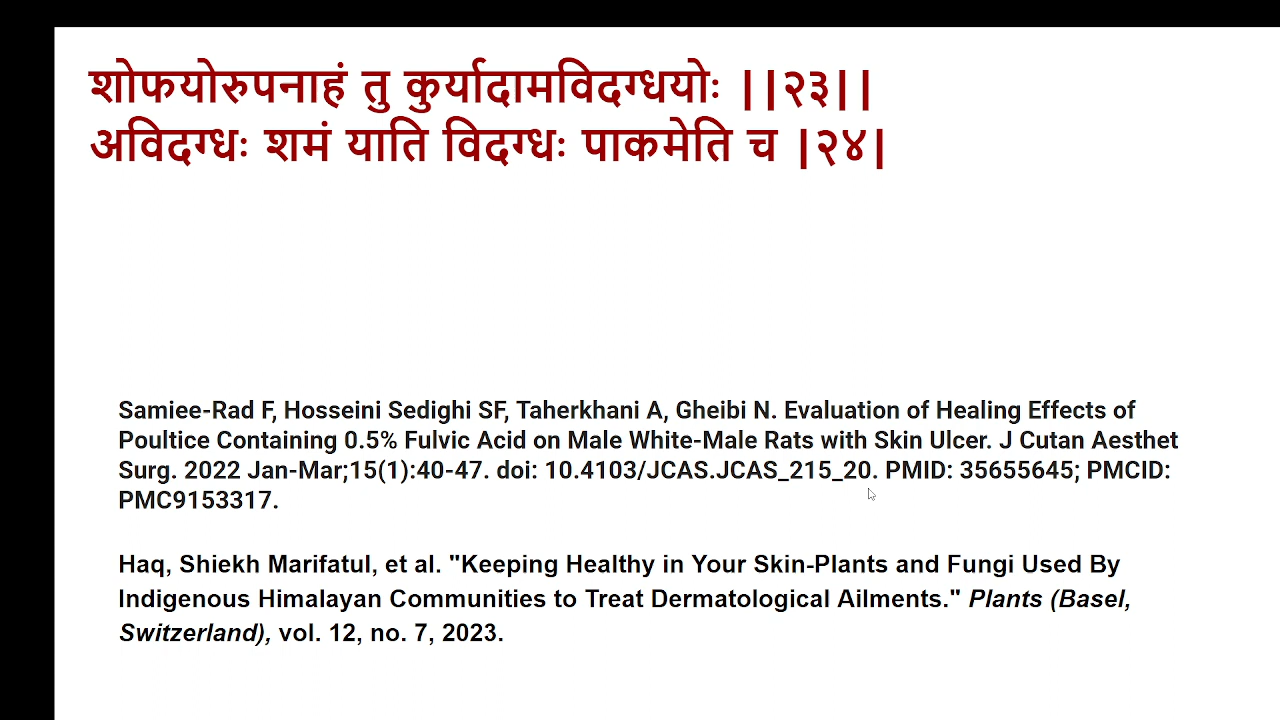 शोफयोरुपनाहं तु कुर्यादामविदग्धयोः ||२३||
अविदग्धः शमं याति विदग्धः पाकमेति च |२४|
Samiee-Rad F, Hosseini Sedighi SF, Taherkhani A, Gheibi N. Evaluation of Healing Effects of
Poultice Containing 0.5% Fulvic Acid on Male White-Male Rats with Skin Ulcer. J Cutan Aesthet
Surg. 2022 Jan-Mar;15(1):40-47. doi: 10.4103/JCAS.JCAS_215_20. PMID: 35655645; PMCID:
PMC9153317.
Haq, Shiekh Marifatul, et al. "Keeping Healthy in Your Skin-Plants and Fungi Used By
Indigenous Himalayan Communities to Treat Dermatological Ailments." Plants (Basel,
Switzerland), vol. 12, no. 7, 2023.